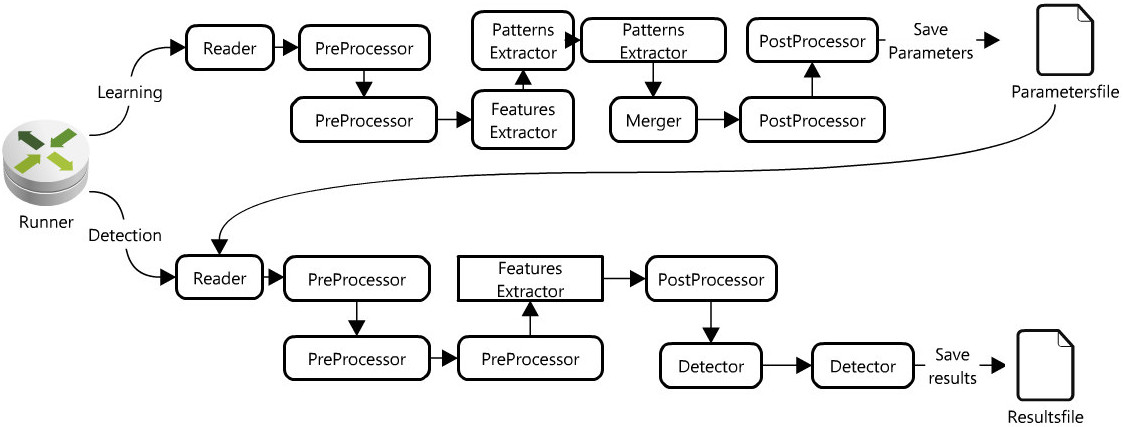 Learning
Reader
PreProcessor
PreProcessor
Features
Extractor
Patterns
Extractor
Patterns
Extractor
Merger
PostProcessor
PostProcessor
Save
Parameters
Parametersfile
Runner
Detection
Reader
PreProcessor
PreProcessor
PreProcessor
Features
Extractor
PostProcessor
Detector
Detector
Save
results
Resultsfile